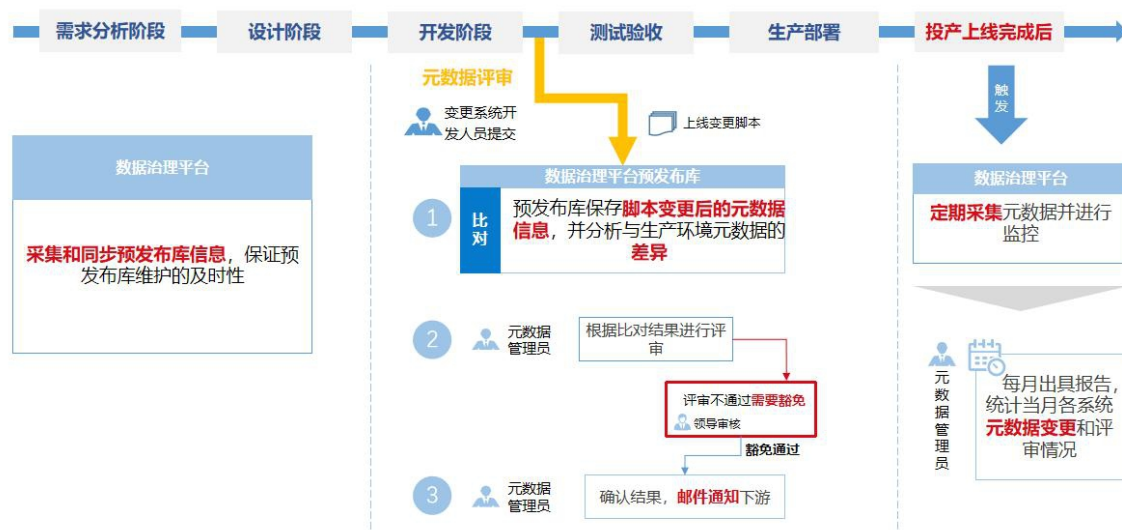 需求分析阶段
设计阶段
开发阶段
测试验收
生产部署
投产上线完成后
数据治理平台
采集和同步预发布库信息，保证预
发布库维护的及时性
元数据评审
变更系统开
发人员提交
上线变更脚本
数据治理平台预发布库
1
比
对
预发布库保存脚本变更后的元数据
信息，并分析与生产环境元数据的
差异
2
元数据
管理员
根据比对结果进行评
审
评审不通过需要豁免
领导审核
豁免通过
3
元数据
管理员
确认结果，邮件通知下游
触
发
数据治理平台
定期采集元数据并进行
监控
元
数
据
管
理
员
每月出具报告，
统计当月各系统
元数据变更和评
审情况